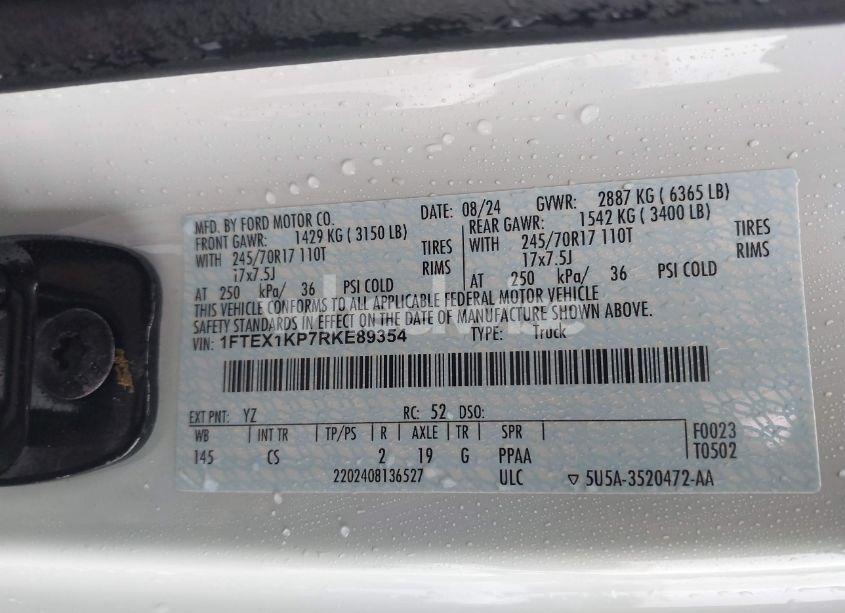 MFD. BY FORD MOTOR CO. DATE: 08/24 GVWR: 2887 KG ( 6365 LB)
FRONT GAWR: 1429 KG ( 3150 LB) REAR GAWR: 1542 KG ( 3400 LB)
WITH 245/70R17 110T TIRES WITH 245/70R17 110T TIRES
17x7.5J RIMS 17x7.5J RIMS
AT 250 kPa/ 36 PSI COLD AT 250 kPa/ 36 PSI COLD
THIS VEHICLE CONFORMS TO ALL APPLICABLE FEDERAL MOTOR VEHICLE
SAFETY STANDARDS IN EFFECT ON THE DATE OF MANUFACTURE SHOWN ABOVE.
VIN: 1FTEX1KP7RKE89354 TYPE: Truck
EXT PNT: YZ RC: 52 DSO:
WB INT TR TP/PS R AXLE TR SPR F0023
145 CS 2 19 G PPAA T0502
2202408136527 ULC ▽ 5U5A-3520472-AA